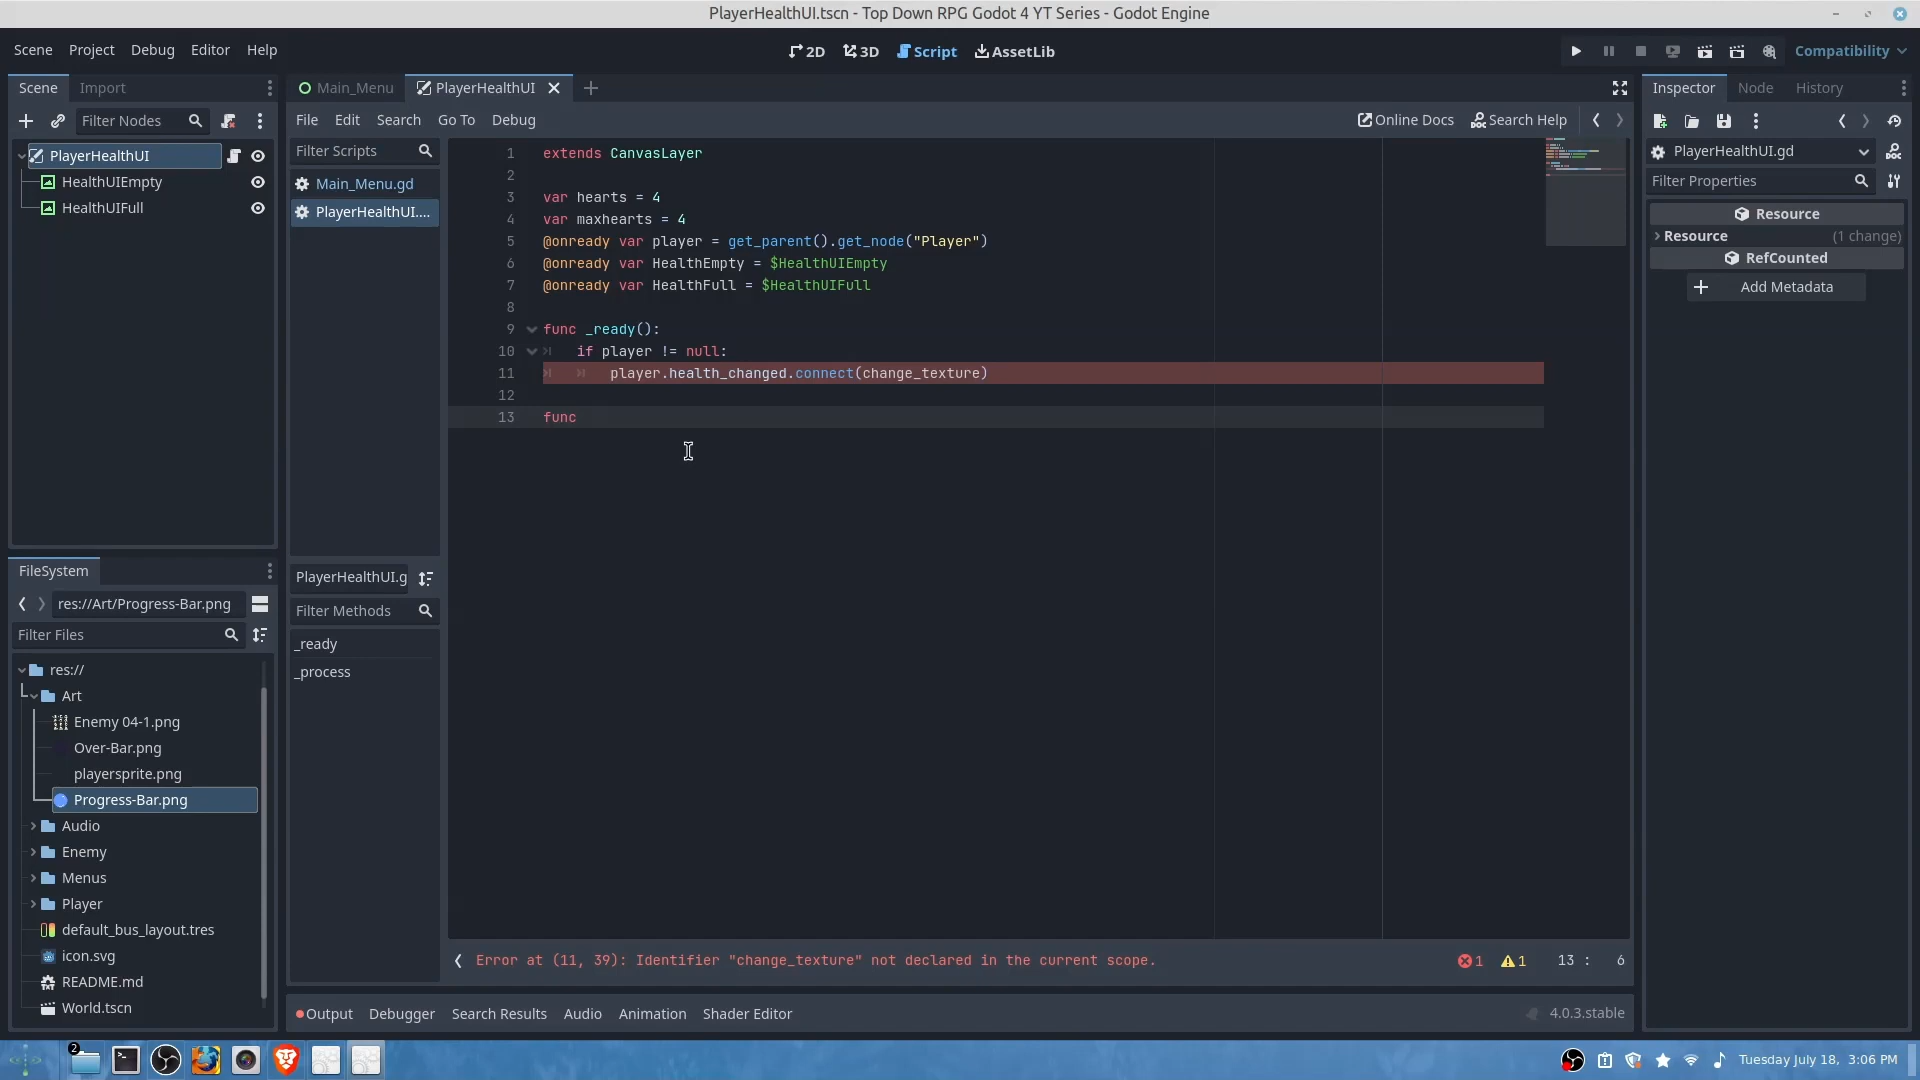 PlayerHealthUI.tscn - Top Down RPG Godot 4 YT Series - Godot Engine
Scene Project Debug Editor Help
2D 3D Script AssetLib
Compatibility
Scene Import
Main_Menu PlayerHealthUI
Inspector Node History
Filter Nodes
File Edit Search Go To Debug
Online Docs Search Help
PlayerHealthUI
HealthUIEmpty
HealthUIFull
Filter Scripts
Main_Menu.gd
PlayerHealthUI....
1 extends CanvasLayer
2
3 var hearts = 4
4 var maxhearts = 4
5 @onready var player = get_parent().get_node("Player")
6 @onready var HealthEmpty = $HealthUIEmpty
7 @onready var HealthFull = $HealthUIFull
8
9 func _ready():
10 if player != null:
11 player.health_changed.connect(change_texture)
12
13 func
PlayerHealthUI.gd
Filter Properties
Resource
Resource (1 change)
RefCounted
Add Metadata
PlayerHealthUI.g
Filter Methods
_ready
_process
FileSystem
res://Art/Progress-Bar.png
Filter Files
res://
Art
Enemy 04-1.png
Over-Bar.png
playersprite.png
Progress-Bar.png
Audio
Enemy
Menus
Player
default_bus_layout.tres
icon.svg
README.md
World.tscn
Error at (11, 39): Identifier "change_texture" not declared in the current scope.
1 1 13 : 6
Output Debugger Search Results Audio Animation Shader Editor
4.0.3.stable
2
Tuesday July 18, 3:06 PM